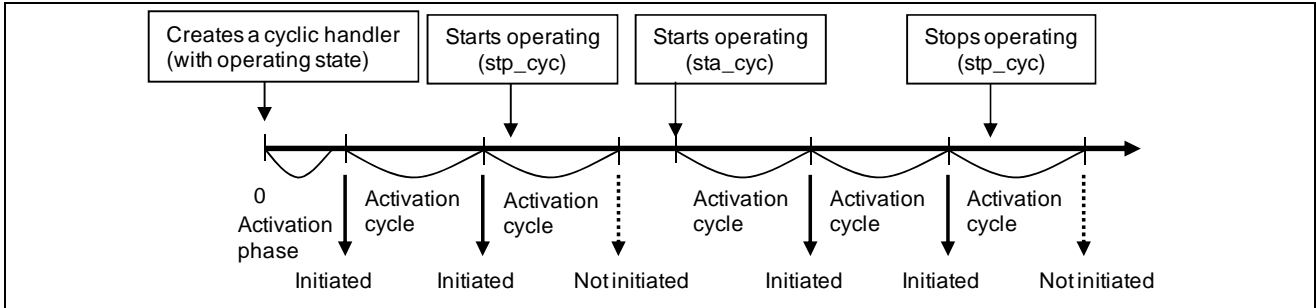 Creates a cyclic handler
(with operating state)
Starts operating
(stp_cyc)
Starts operating
(sta_cyc)
Stops operating
(stp_cyc)
0
Activation
phase
Activation
cycle
Activation
cycle
Activation
cycle
Activation
cycle
Activation
cycle
Initiated
Initiated
Not initiated
Initiated
Initiated
Not initiated